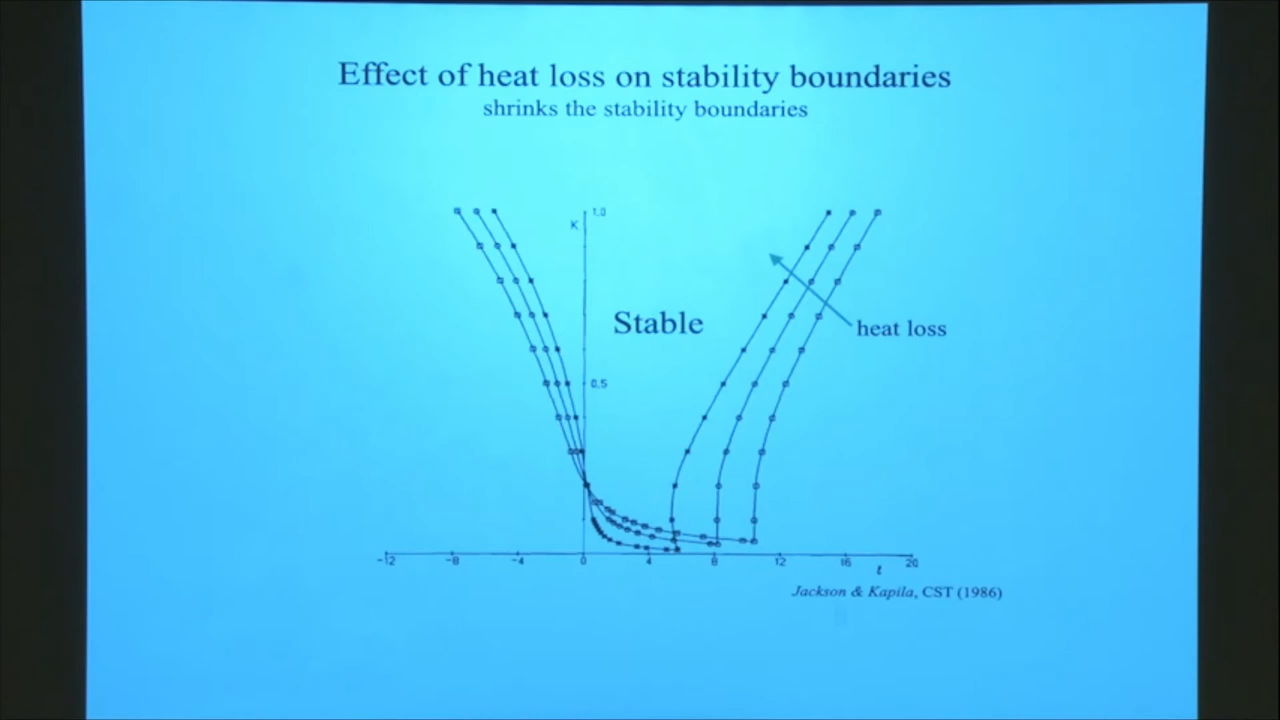 Effect of heat loss on stability boundaries
shrinks the stability boundaries
1.0
K
Stable
heat loss
0.5
-12 -8 -4 0 4 8 12 16 20
l
Jackson & Kapila, CST (1986)